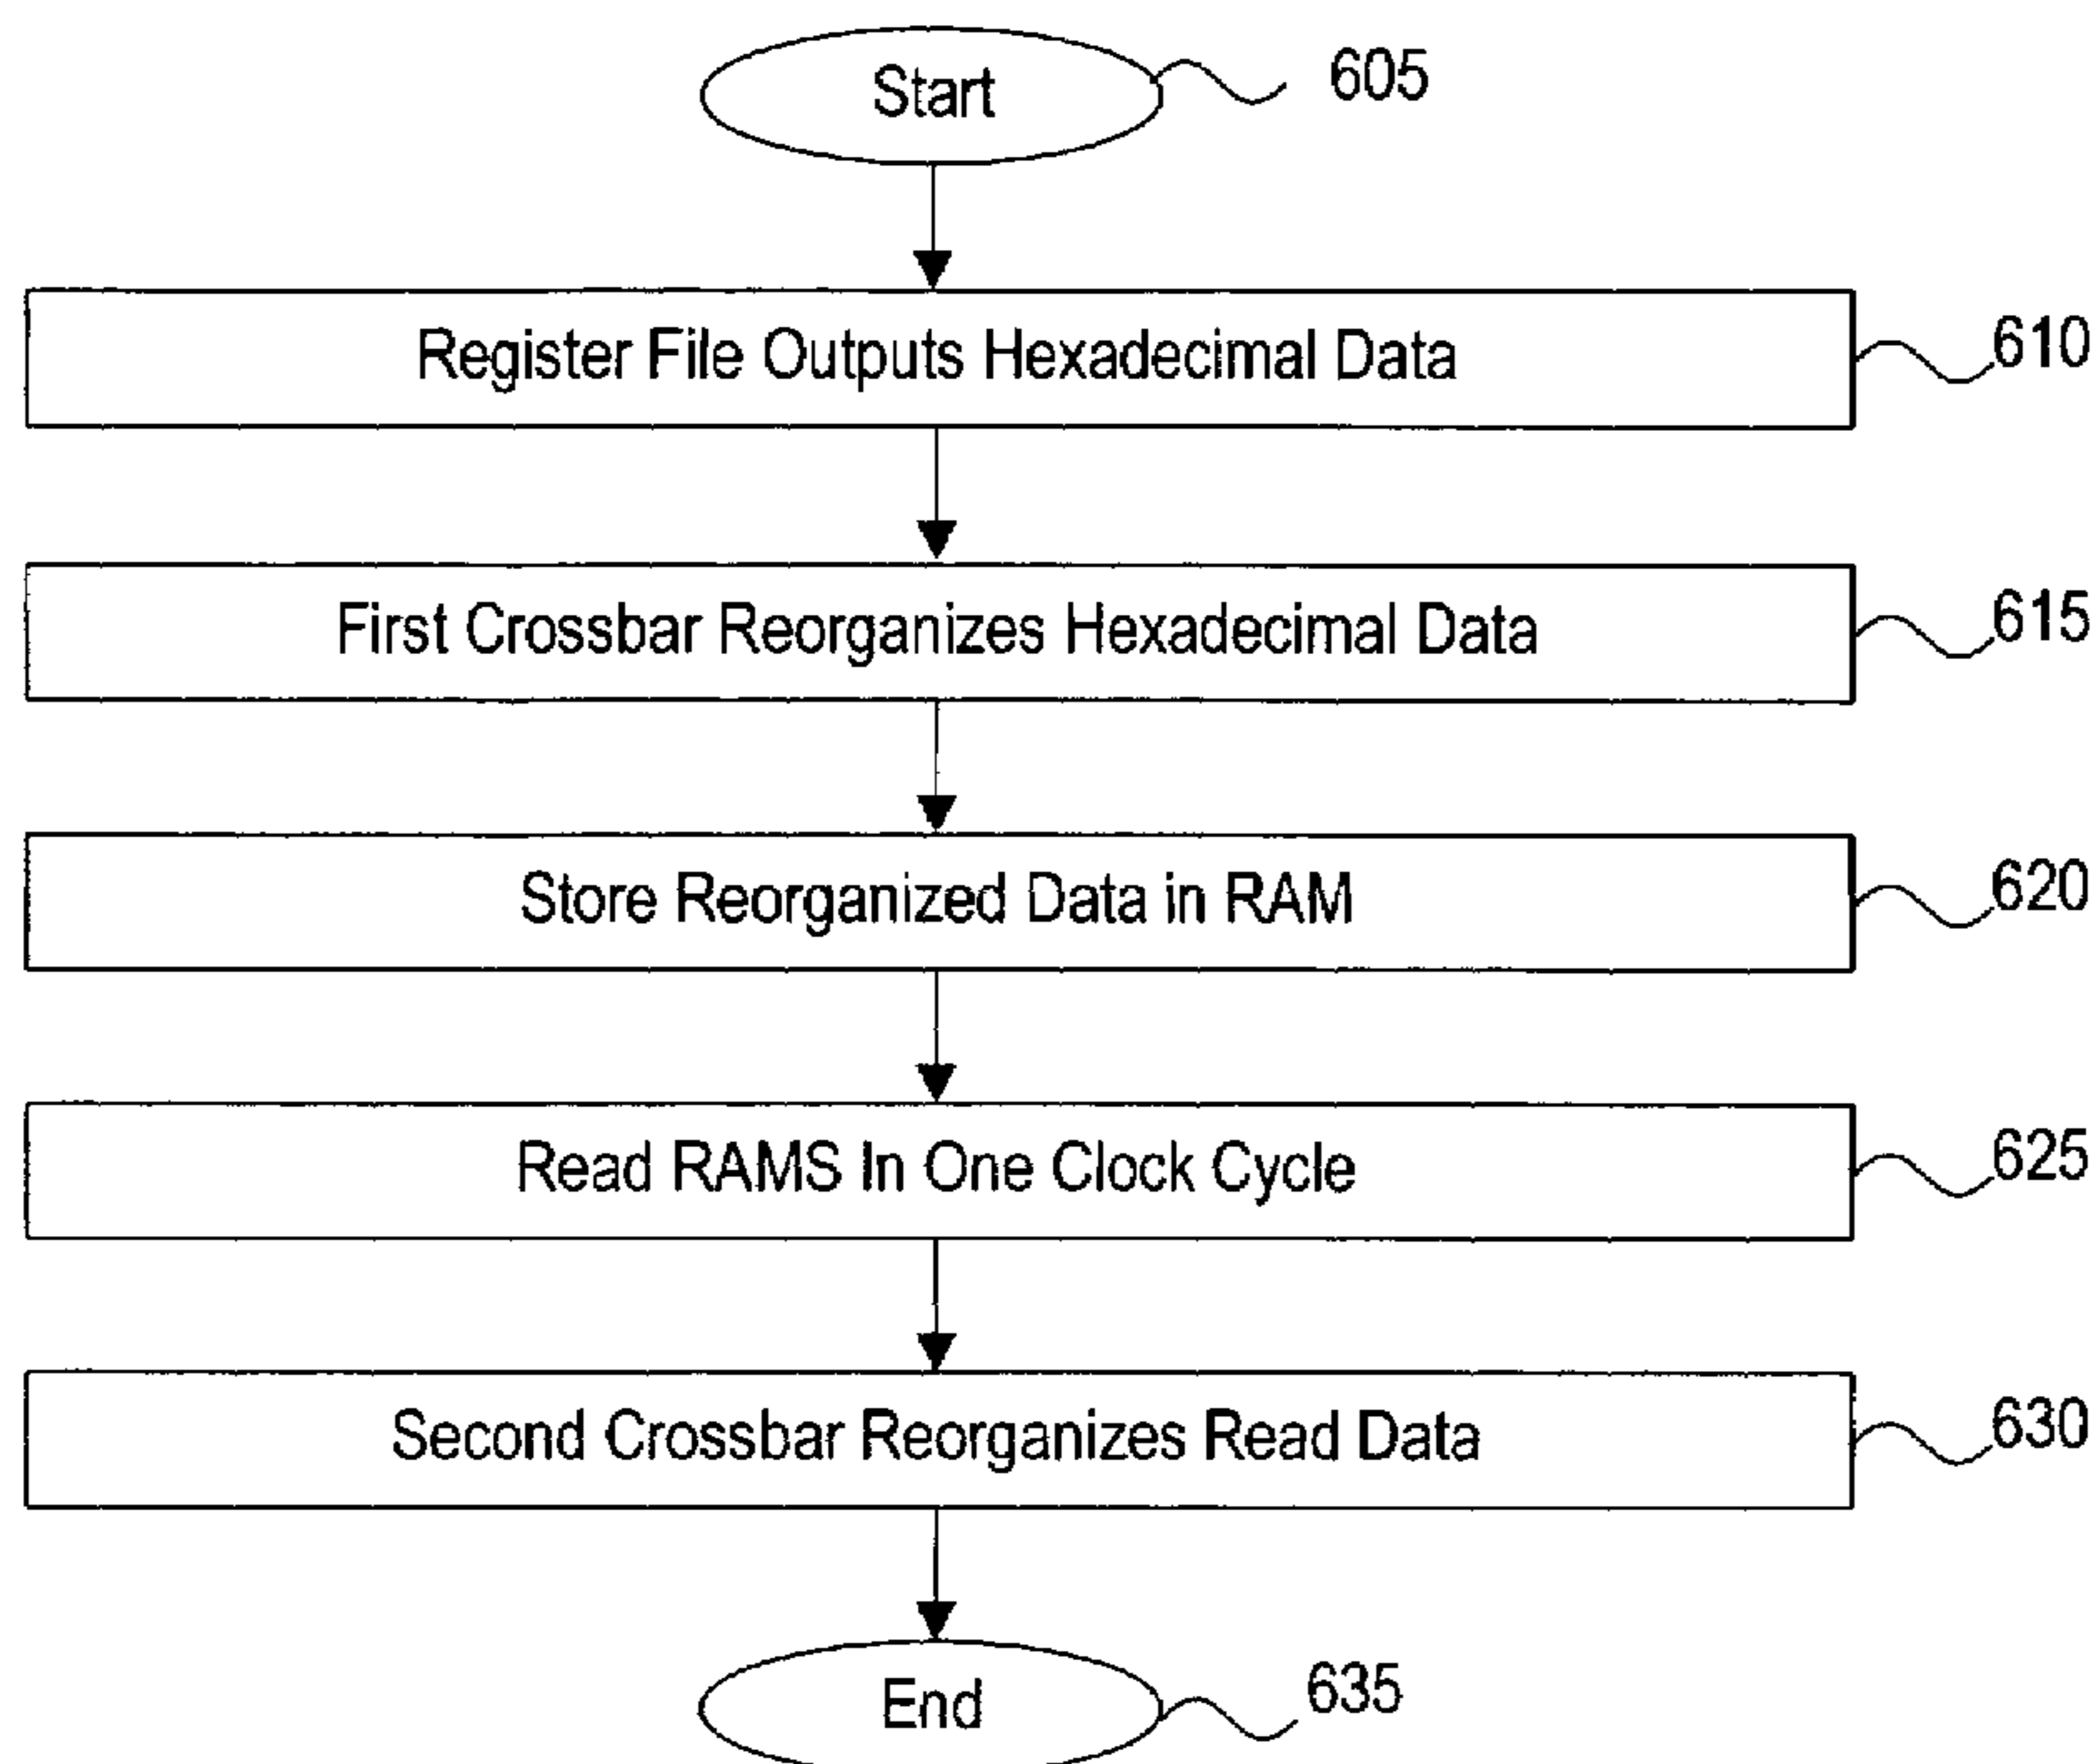 Start 605
Register File Outputs Hexadecimal Data 610
First Crossbar Reorganizes Hexadecimal Data 615
Store Reorganized Data in RAM 620
Read RAMS In One Clock Cycle 625
Second Crossbar Reorganizes Read Data 630
End 635